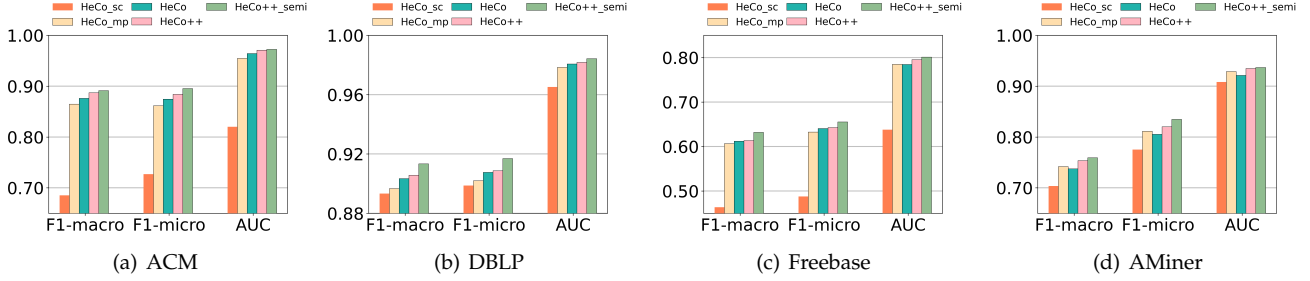 HeCo_sc HeCo HeCo++_semi
HeCo_mp HeCo++
1.00
0.90
0.80
0.70
F1-macro F1-micro AUC
(a) ACM
HeCo_sc HeCo HeCo++_semi
HeCo_mp HeCo++
1.00
0.96
0.92
0.88
F1-macro F1-micro AUC
(b) DBLP
HeCo_sc HeCo HeCo++_semi
HeCo_mp HeCo++
0.80
0.70
0.60
0.50
F1-macro F1-micro AUC
(c) Freebase
HeCo_sc HeCo HeCo++_semi
HeCo_mp HeCo++
1.00
0.90
0.80
0.70
F1-macro F1-micro AUC
(d) AMiner